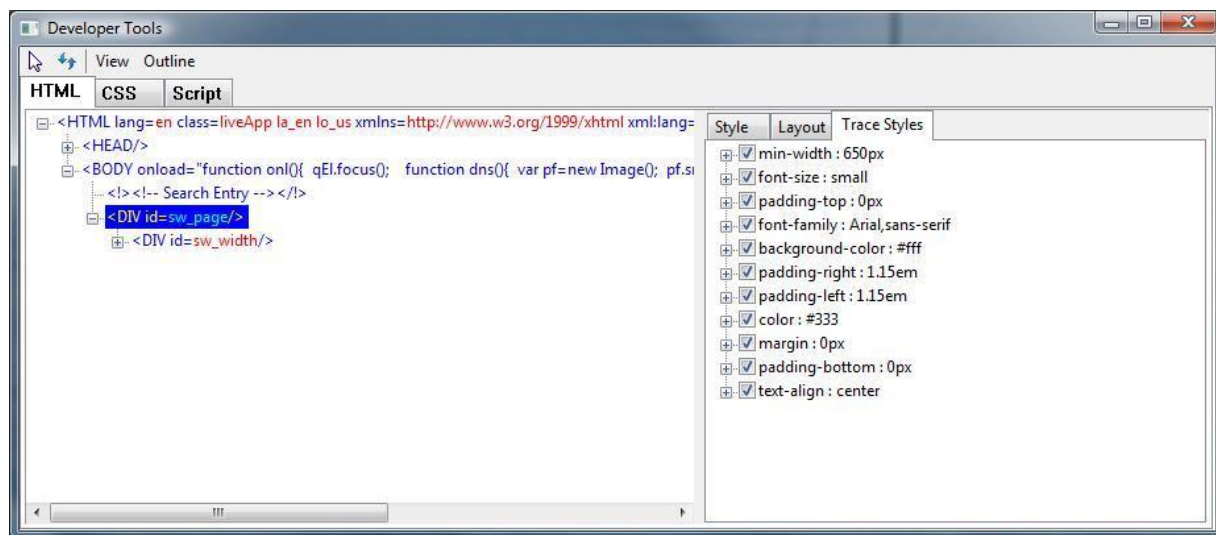 Developer Tools
View Outline
HTML CSS Script
<HTML lang=en class=liveApp la_en lo_us xmlns=http://www.w3.org/1999/xhtml xml:lang=
<HEAD/>
<BODY onload="function onl(){ qEl.focus(); function dns(){ var pf=new Image(); pf.sr
<!><!-- Search Entry --></!>
<DIV id=sw_page/>
<DIV id=sw_width/>
Style Layout Trace Styles
min-width : 650px
font-size : small
padding-top : 0px
font-family : Arial,sans-serif
background-color : #fff
padding-right : 1.15em
padding-left : 1.15em
color : #333
margin : 0px
padding-bottom : 0px
text-align : center